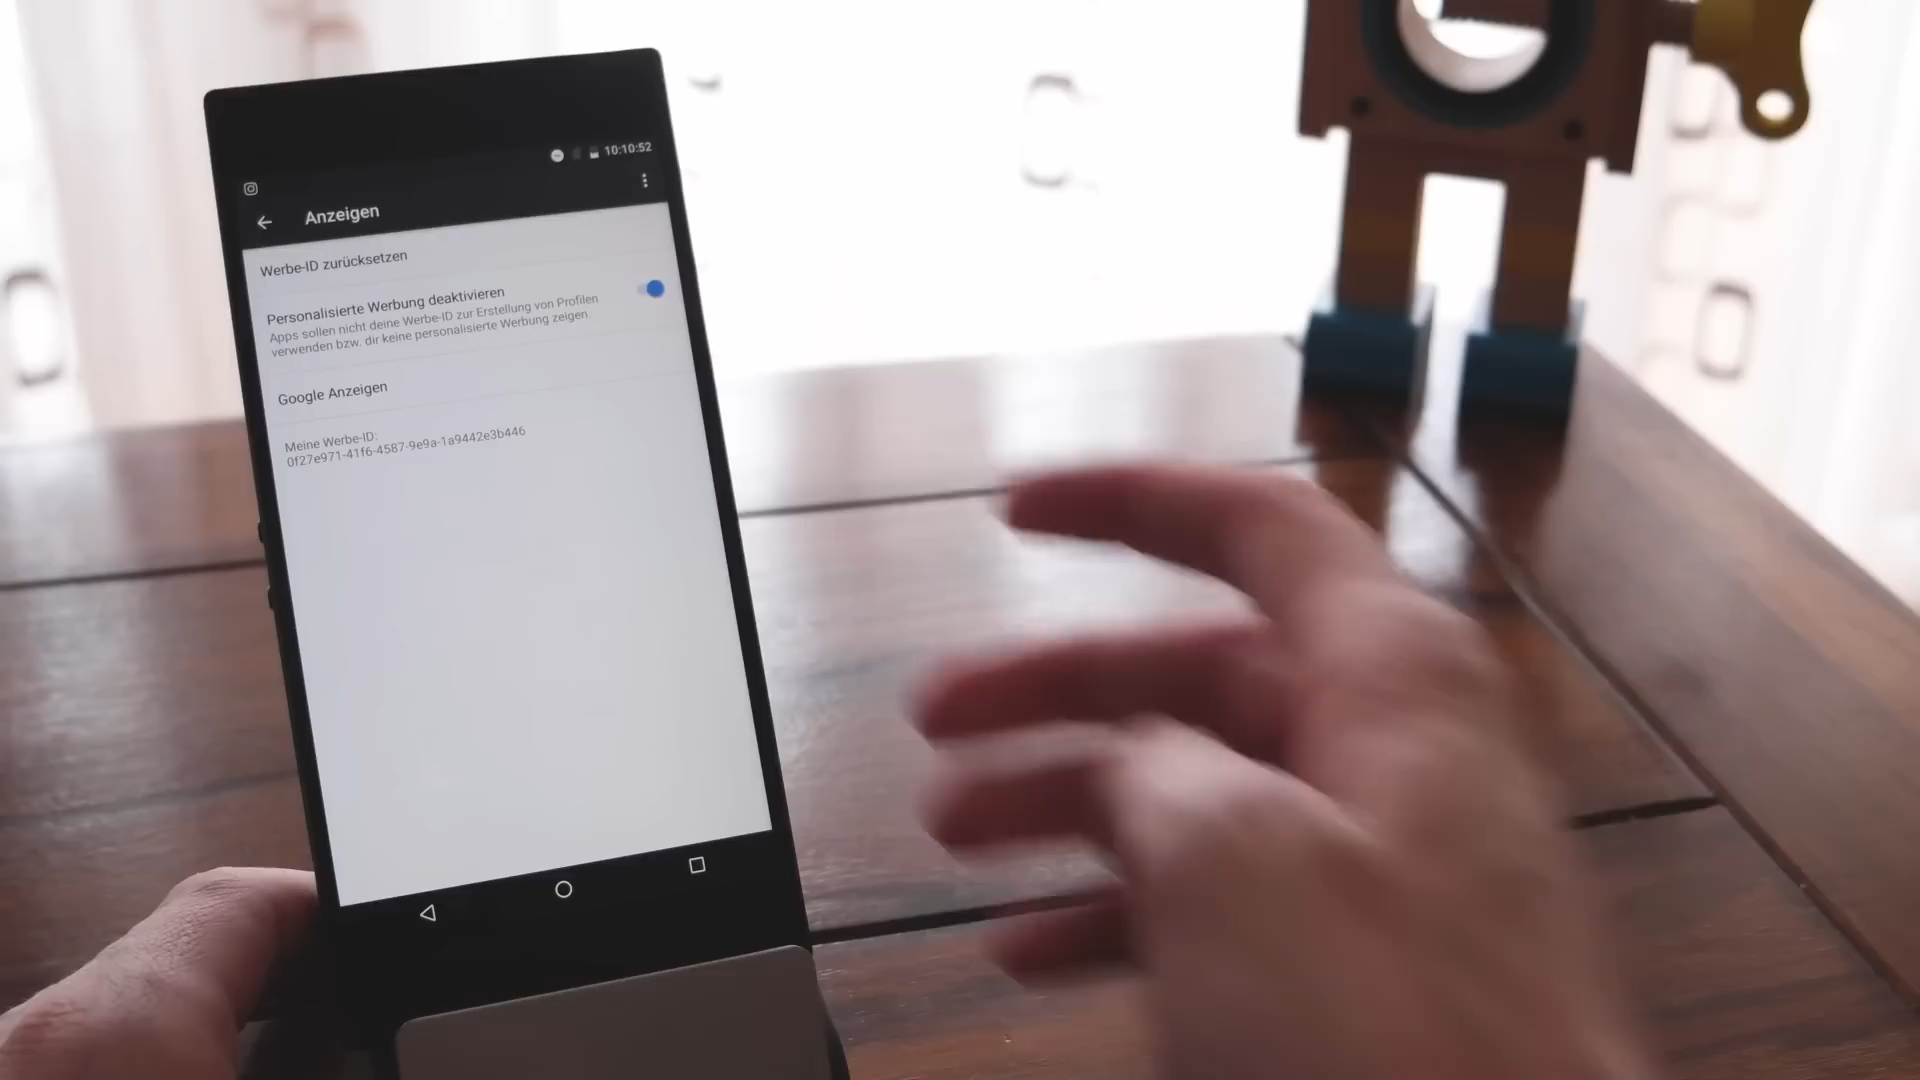 10:10:52
Anzeigen
Werbe-ID zurücksetzen
Personalisierte Werbung deaktivieren
Apps sollen nicht deine Werbe-ID zur Erstellung von Profilen
verwenden bzw. dir keine personalisierte Werbung zeigen.
Google Anzeigen
Meine Werbe-ID:
0f27e971-41f6-4587-9e9a-1a9442e3b446